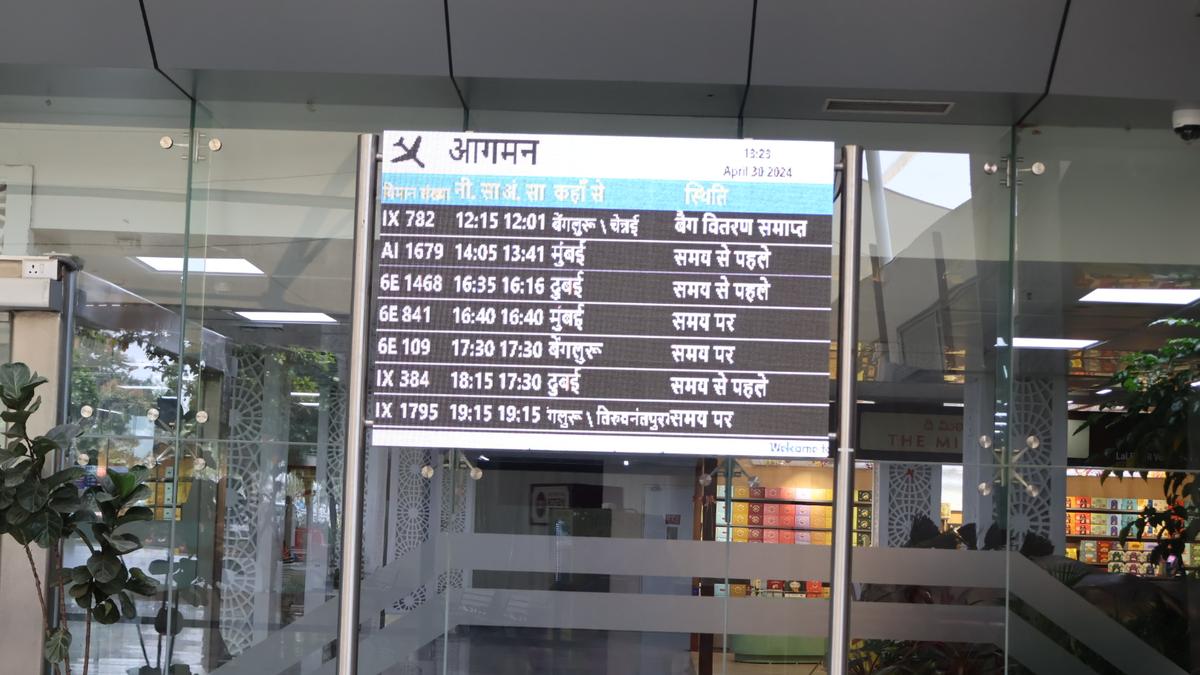 आगमन
13:23
April 30 2024
विमान संख्या नी. सा अं. सा कहाँ से स्थिति
IX 782 12:15 12:01 बेंगलुरू \ चेन्नई बैग वितरण समाप्त
AI 1679 14:05 13:41 मुंबई समय से पहले
6E 1468 16:35 16:16 दुबई समय से पहले
6E 841 16:40 16:40 मुंबई समय पर
6E 109 17:30 17:30 बेंगलुरू समय पर
IX 384 18:15 17:30 दुबई समय से पहले
IX 1795 19:15 19:15 गलुरू \ तिरुवनंतपुर समय पर
Welcome to
THE MI